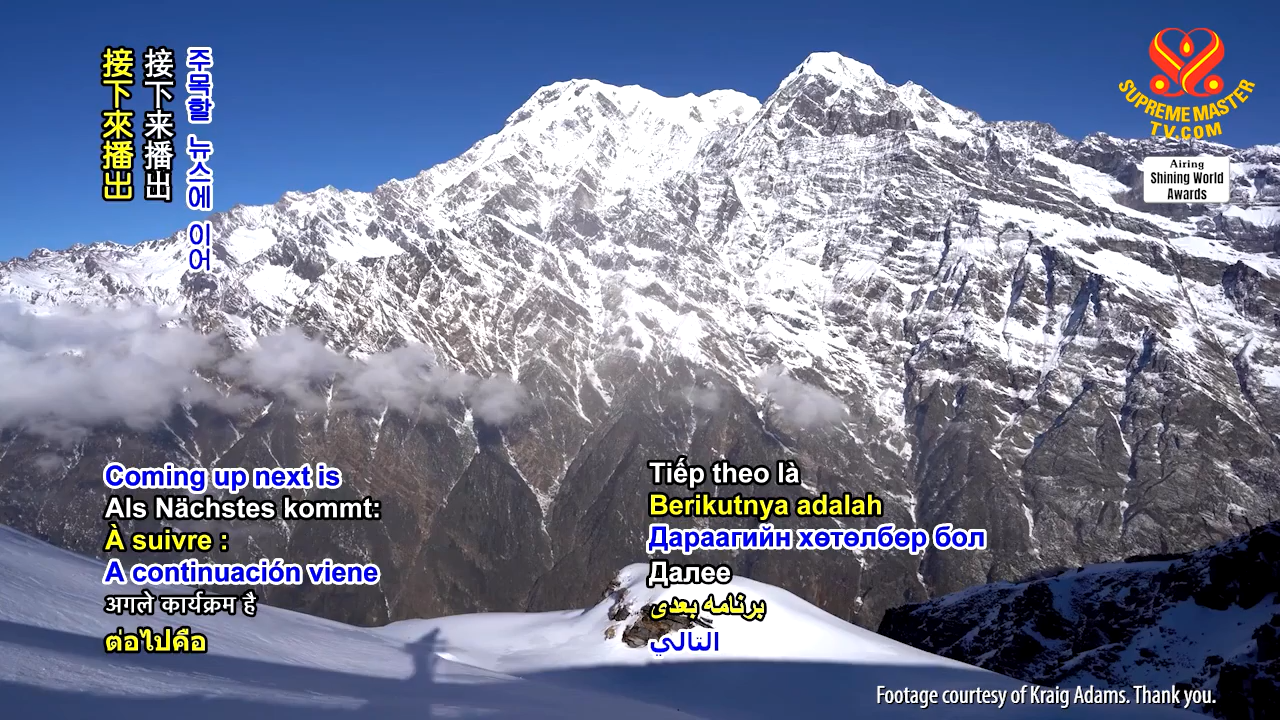 接下來播出
接下来播出
주목할 뉴스에 이어
SUPREME MASTER
TV.COM
Airing
Shining World
Awards
Coming up next is
Als Nächstes kommt:
À suivre :
A continuación viene
अगले कार्यक्रम है
ต่อไปคือ
Tiếp theo là
Berikutnya adalah
Дараагийн хөтөлбөр бол
Далее
برنامه بعدی
التالي
Footage courtesy of Kraig Adams. Thank you.